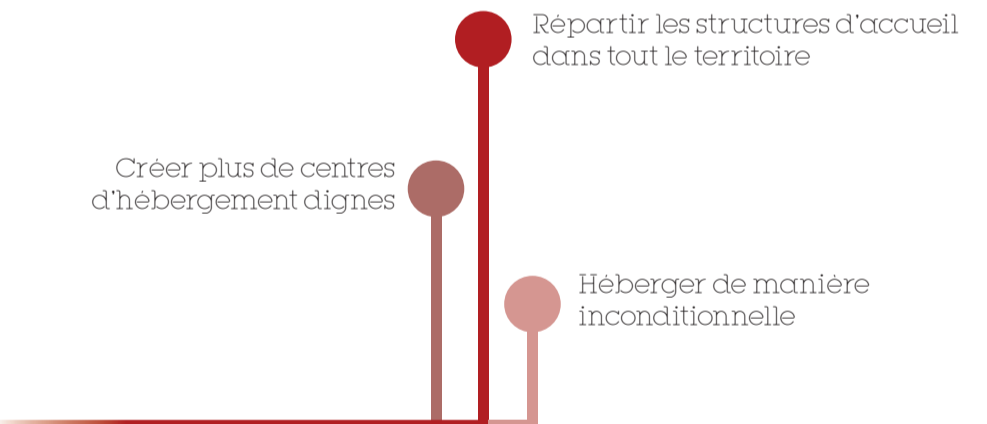 Répartir les structures d'accueil
dans tout le territoire
Créer plus de centres
d'hébergement dignes
Héberger de manière
inconditionnelle